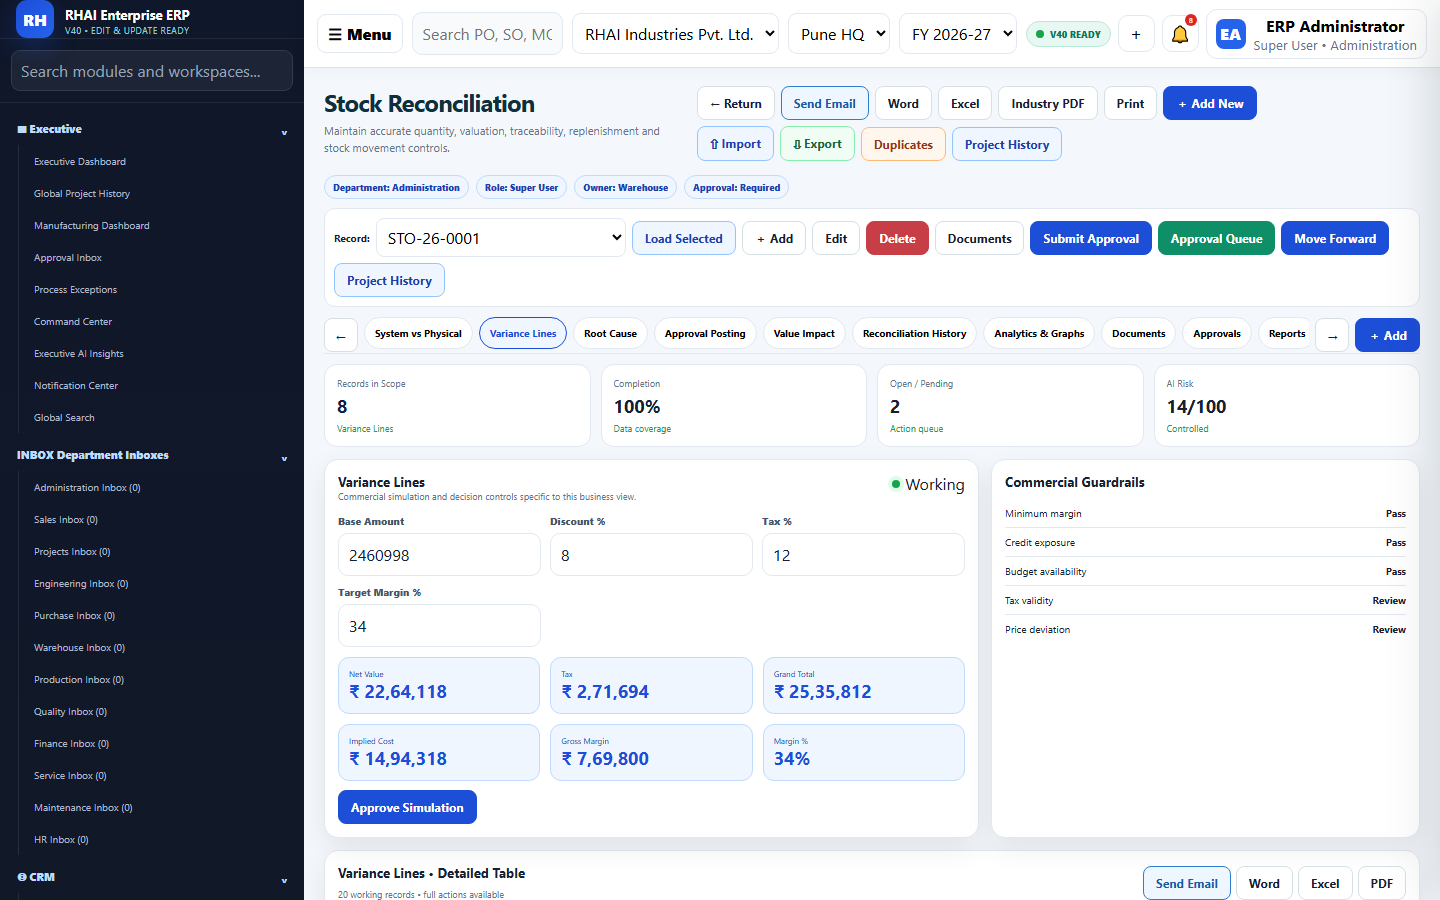 RH
RHAI Enterprise ERP
V40 • EDIT & UPDATE READY
Search modules and workspaces...
Executive
Executive Dashboard
Global Project History
Manufacturing Dashboard
Approval Inbox
Process Exceptions
Command Center
Executive AI Insights
Notification Center
Global Search
INBOX Department Inboxes
Administration Inbox (0)
Sales Inbox (0)
Projects Inbox (0)
Engineering Inbox (0)
Purchase Inbox (0)
Warehouse Inbox (0)
Production Inbox (0)
Quality Inbox (0)
Finance Inbox (0)
Service Inbox (0)
Maintenance Inbox (0)
HR Inbox (0)
CRM
☰ Menu
Search PO, SO, MO
RHAI Industries Pvt. Ltd.
Pune HQ
FY 2026-27
V40 READY
+
8
EA
ERP Administrator
Super User • Administration
Stock Reconciliation
Maintain accurate quantity, valuation, traceability, replenishment and
stock movement controls.
← Return
Send Email
Word
Excel
Industry PDF
Print
+ Add New
⇧ Import
⇩ Export
Duplicates
Project History
Department: Administration
Role: Super User
Owner: Warehouse
Approval: Required
Record:
STO-26-0001
Load Selected
+ Add
Edit
Delete
Documents
Submit Approval
Approval Queue
Move Forward
Project History
←
System vs Physical
Variance Lines
Root Cause
Approval Posting
Value Impact
Reconciliation History
Analytics & Graphs
Documents
Approvals
Reports
→
+ Add
Records in Scope
8
Variance Lines
Completion
100%
Data coverage
Open / Pending
2
Action queue
AI Risk
14/100
Controlled
Variance Lines
Commercial simulation and decision controls specific to this business view.
Working
Base Amount
2460998
Discount %
8
Tax %
12
Target Margin %
34
Net Value
₹ 22,64,118
Tax
₹ 2,71,694
Grand Total
₹ 25,35,812
Implied Cost
₹ 14,94,318
Gross Margin
₹ 7,69,800
Margin %
34%
Approve Simulation
Commercial Guardrails
Minimum margin Pass
Credit exposure Pass
Budget availability Pass
Tax validity Review
Price deviation Review
Variance Lines • Detailed Table
20 working records • full actions available
Send Email
Word
Excel
PDF